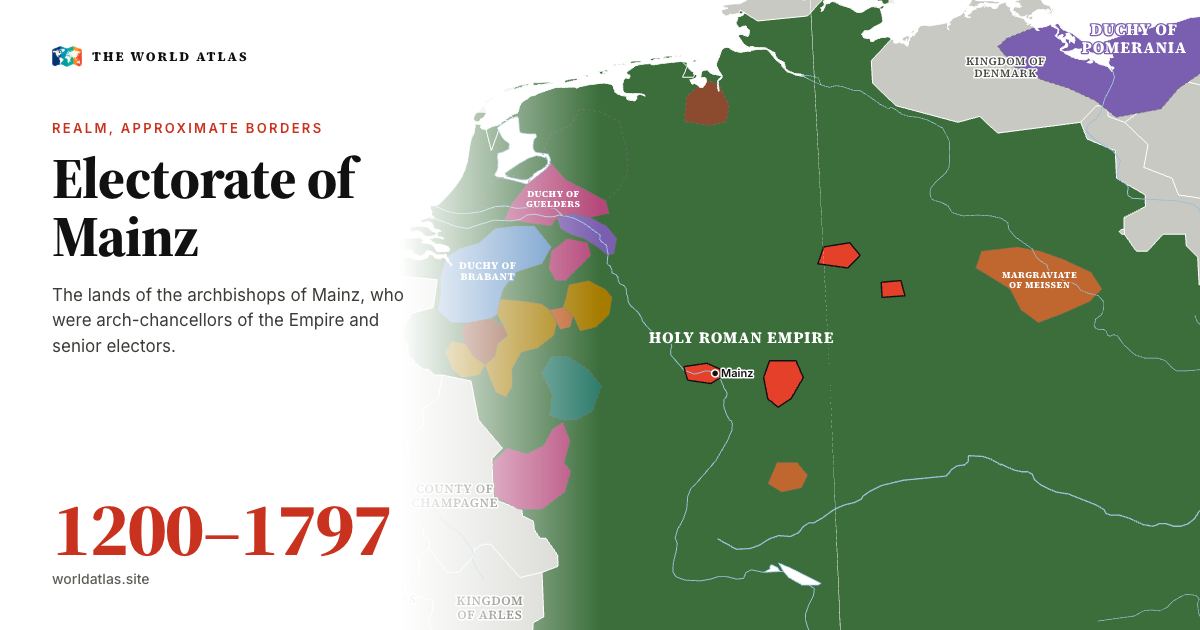 THE WORLD ATLAS
REALM, APPROXIMATE BORDERS
Electorate of
Mainz
The lands of the archbishops of Mainz, who
were arch-chancellors of the Empire and
senior electors.
1200–1797
worldatlas.site
DUCHY OF
POMERANIA
KINGDOM OF
DENMARK
DUCHY OF
GUELDERS
DUCHY OF
BRABANT
MARGRAVIATE
OF MEISSEN
HOLY ROMAN EMPIRE
Mainz
COUNTY OF
CHAMPAGNE
KINGDOM
OF ARLES